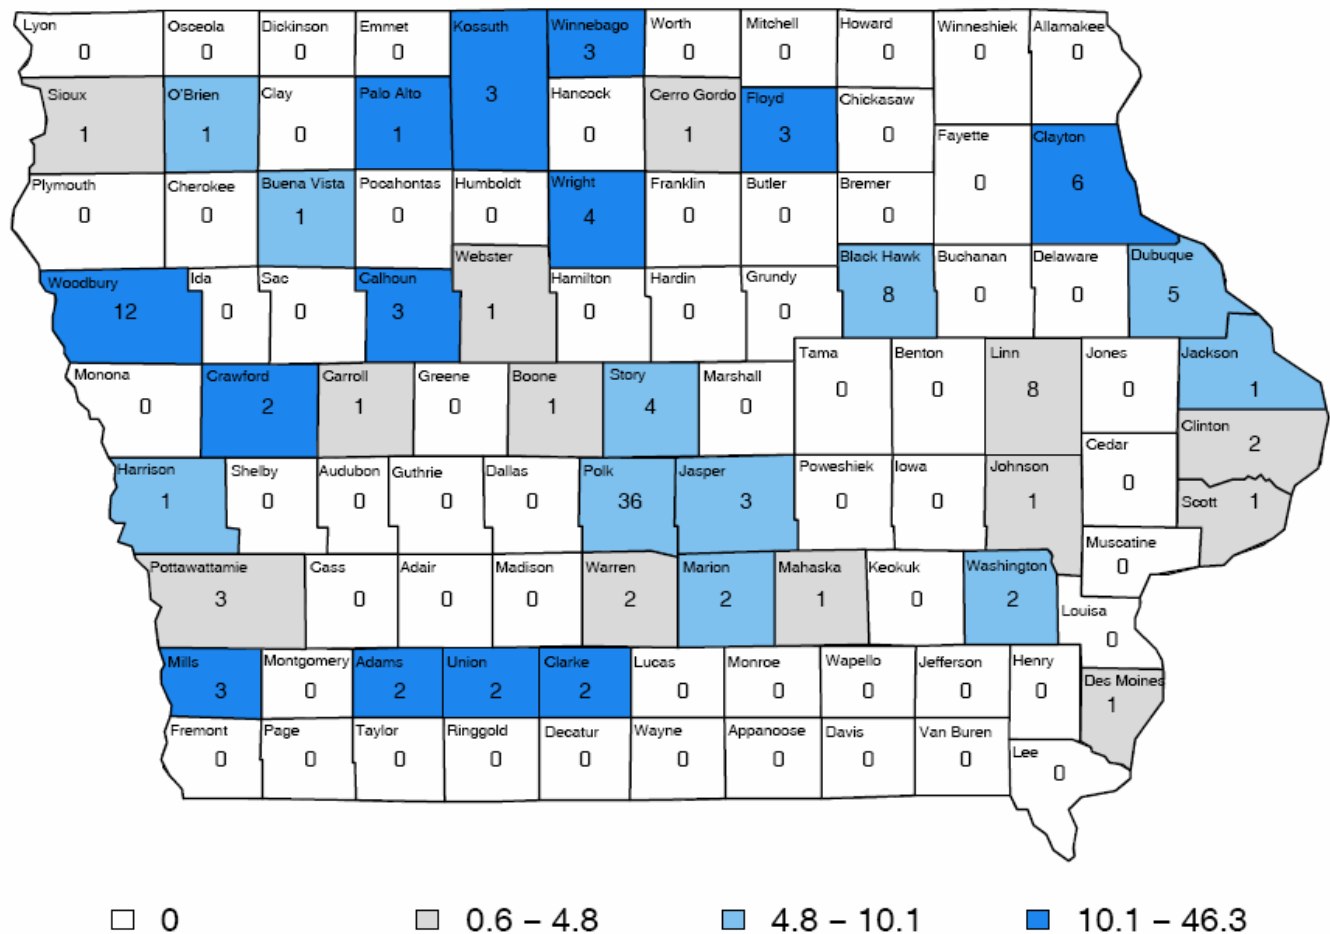 Lyon Osceola Dickinson Emmet Kossuth Winnebago Worth Mitchell Howard Winneshiek Allamakee
0 0 0 0 3 3 0 0 0 0 0
Sioux O'Brien Clay Palo Alto Hancock Cerro Gordo Floyd Chickasaw Fayette Clayton
1 1 0 1 0 1 3 0 0 6
Plymouth Cherokee Buena Vista Pocahontas Humboldt Wright Franklin Butler Bremer
0 0 1 0 0 4 0 0 0
Woodbury Ida Sac Calhoun Webster Hamilton Hardin Grundy Black Hawk Buchanan Delaware Dubuque
12 0 0 3 1 0 0 0 8 0 0 5
Monona Crawford Carroll Greene Boone Story Marshall Tama Benton Linn Jones Jackson
0 2 1 0 1 4 0 0 0 8 0 1
Clinton
2
Harrison Shelby Audubon Guthrie Dallas Polk Jasper Poweshiek Iowa Johnson Cedar Scott
1 0 0 0 0 36 3 0 0 1 0 1
Pottawattamie Cass Adair Madison Warren Marion Mahaska Keokuk Washington Muscatine
3 0 0 0 2 2 1 0 2 0
Louisa
0
Mills Montgomery Adams Union Clarke Lucas Monroe Wapello Jefferson Henry Des Moines
3 0 2 2 2 0 0 0 0 0 1
Fremont Page Taylor Ringgold Decatur Wayne Appanoose Davis Van Buren Lee
0 0 0 0 0 0 0 0 0 0
0 0.6 – 4.8 4.8 – 10.1 10.1 – 46.3